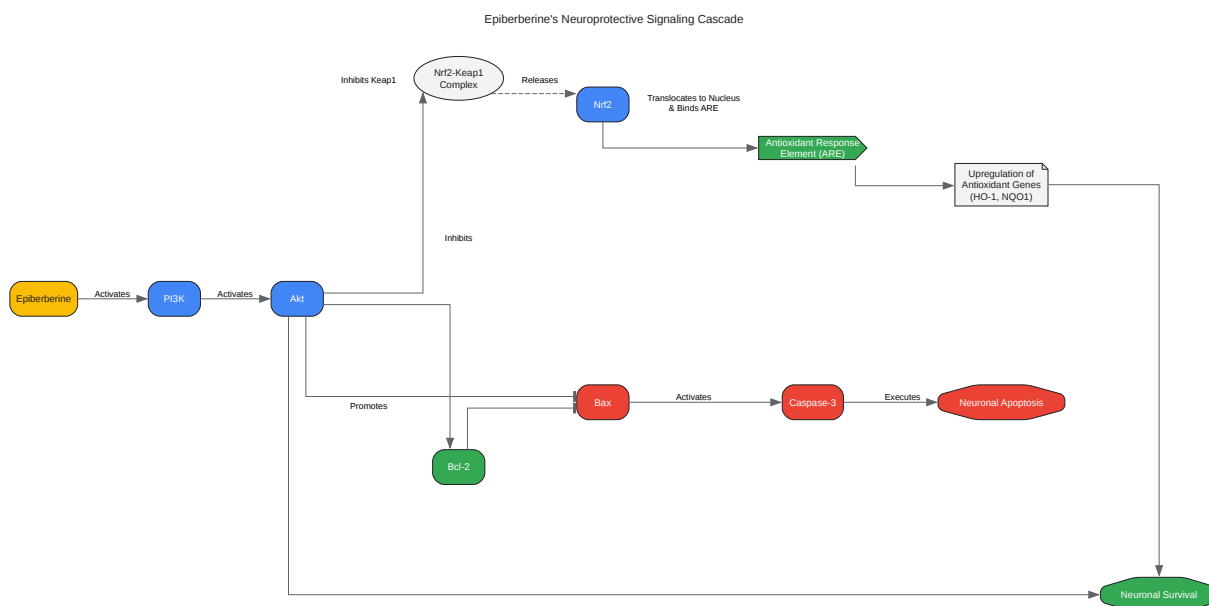 Epiberberine's Neuroprotective Signaling Cascade
Inhibits Keap1
Nrf2-Keap1
Complex
Releases
Nrf2
Translocates to Nucleus
& Binds ARE
Antioxidant Response
Element (ARE)
Upregulation of
Antioxidant Genes
(HO-1, NQO1)
Inhibits
Epiberberine
Activates
PI3K
Activates
Akt
Promotes
Bax
Activates
Caspase-3
Executes
Neuronal Apoptosis
Bcl-2
Neuronal Survival